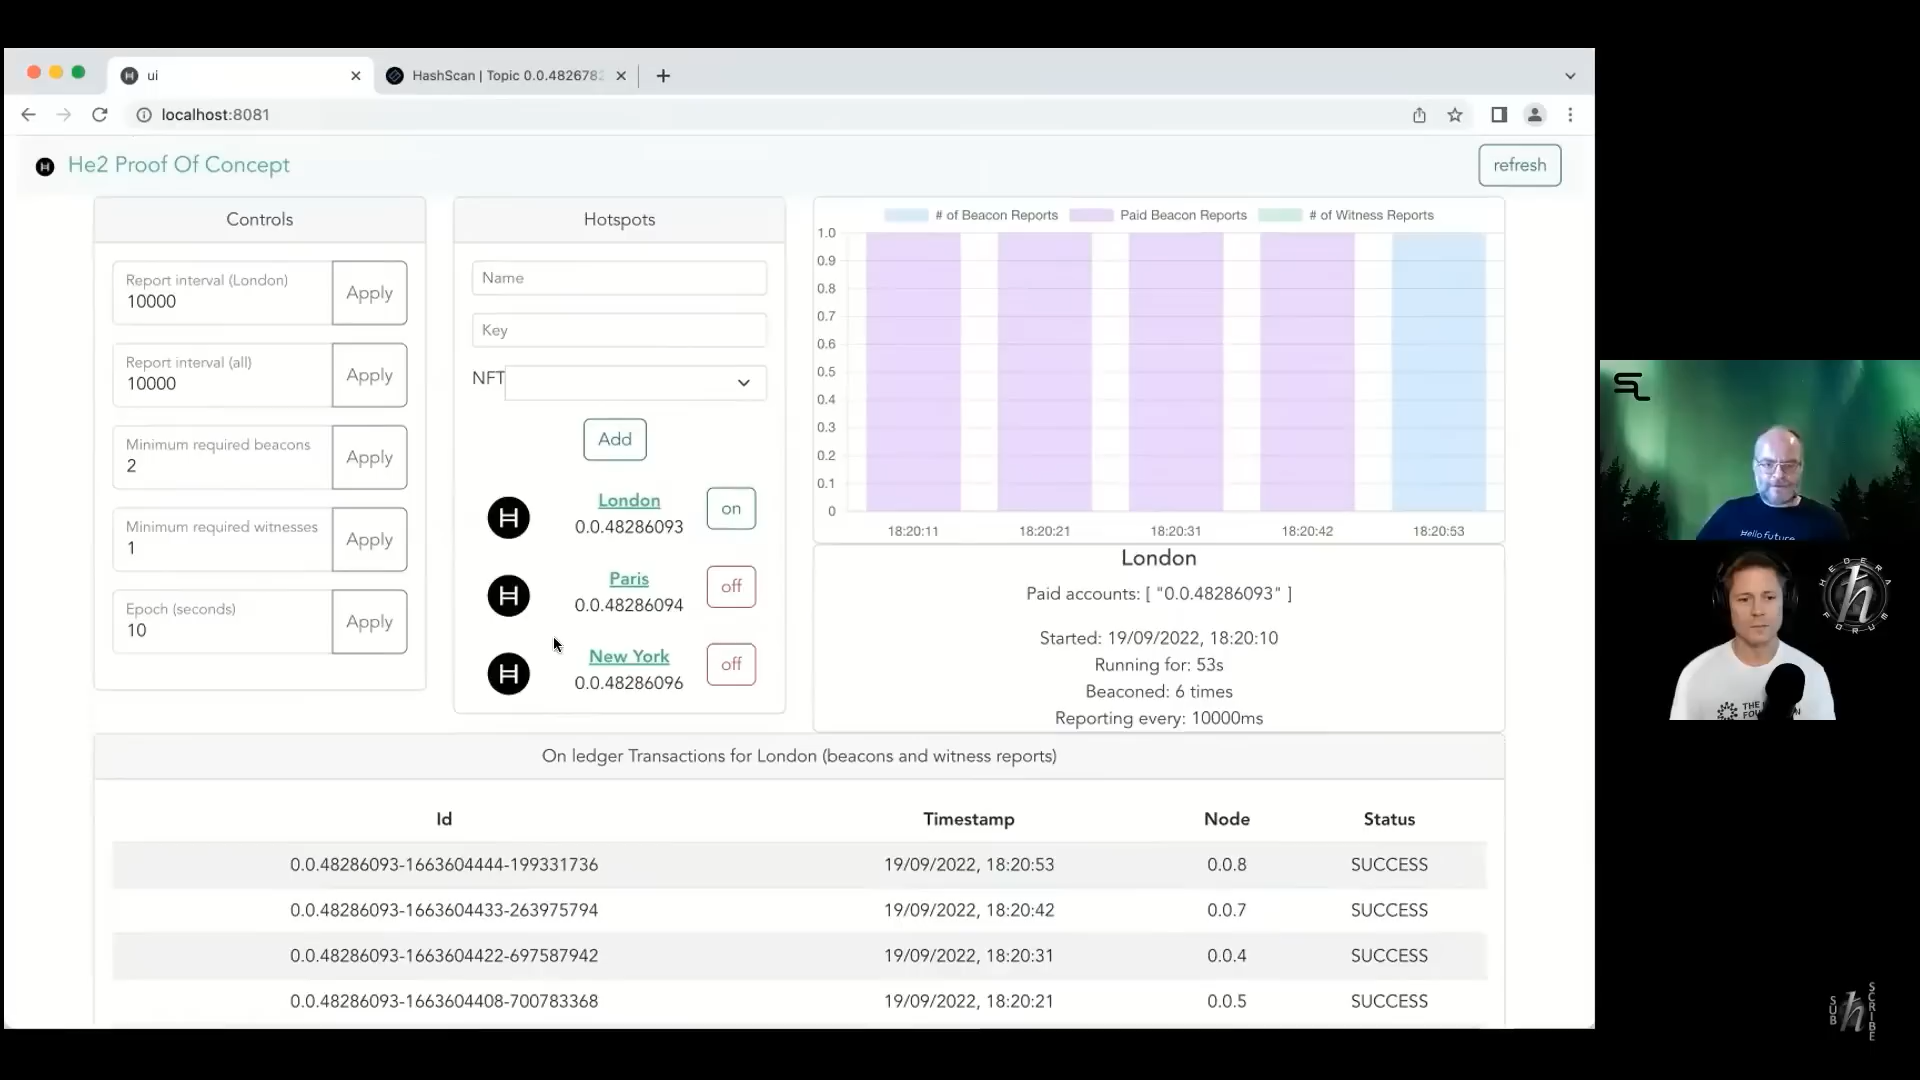 ui
HashScan | Topic 0.0.4826782
localhost:8081
He2 Proof Of Concept
refresh
Controls
Report interval (London)
10000
Apply
Report interval (all)
10000
Apply
Minimum required beacons
2
Apply
Minimum required witnesses
1
Apply
Epoch (seconds)
10
Apply
Hotspots
Name
Key
NFT
Add
London
0.0.48286093
on
Paris
0.0.48286094
off
New York
0.0.48286096
off
# of Beacon Reports Paid Beacon Reports # of Witness Reports
1.0
0.9
0.8
0.7
0.6
0.5
0.4
0.3
0.2
0.1
0
18:20:11 18:20:21 18:20:31 18:20:42 18:20:53
London
Paid accounts: [ "0.0.48286093" ]
Started: 19/09/2022, 18:20:10
Running for: 53s
Beaconed: 6 times
Reporting every: 10000ms
On ledger Transactions for London (beacons and witness reports)
Id Timestamp Node Status
0.0.48286093-1663604444-199331736 19/09/2022, 18:20:53 0.0.8 SUCCESS
0.0.48286093-1663604433-263975794 19/09/2022, 18:20:42 0.0.7 SUCCESS
0.0.48286093-1663604422-697587942 19/09/2022, 18:20:31 0.0.4 SUCCESS
0.0.48286093-1663604408-700783368 19/09/2022, 18:20:21 0.0.5 SUCCESS
Hello future
HEDERA
FORUM
THE
SUB
SCRIBE